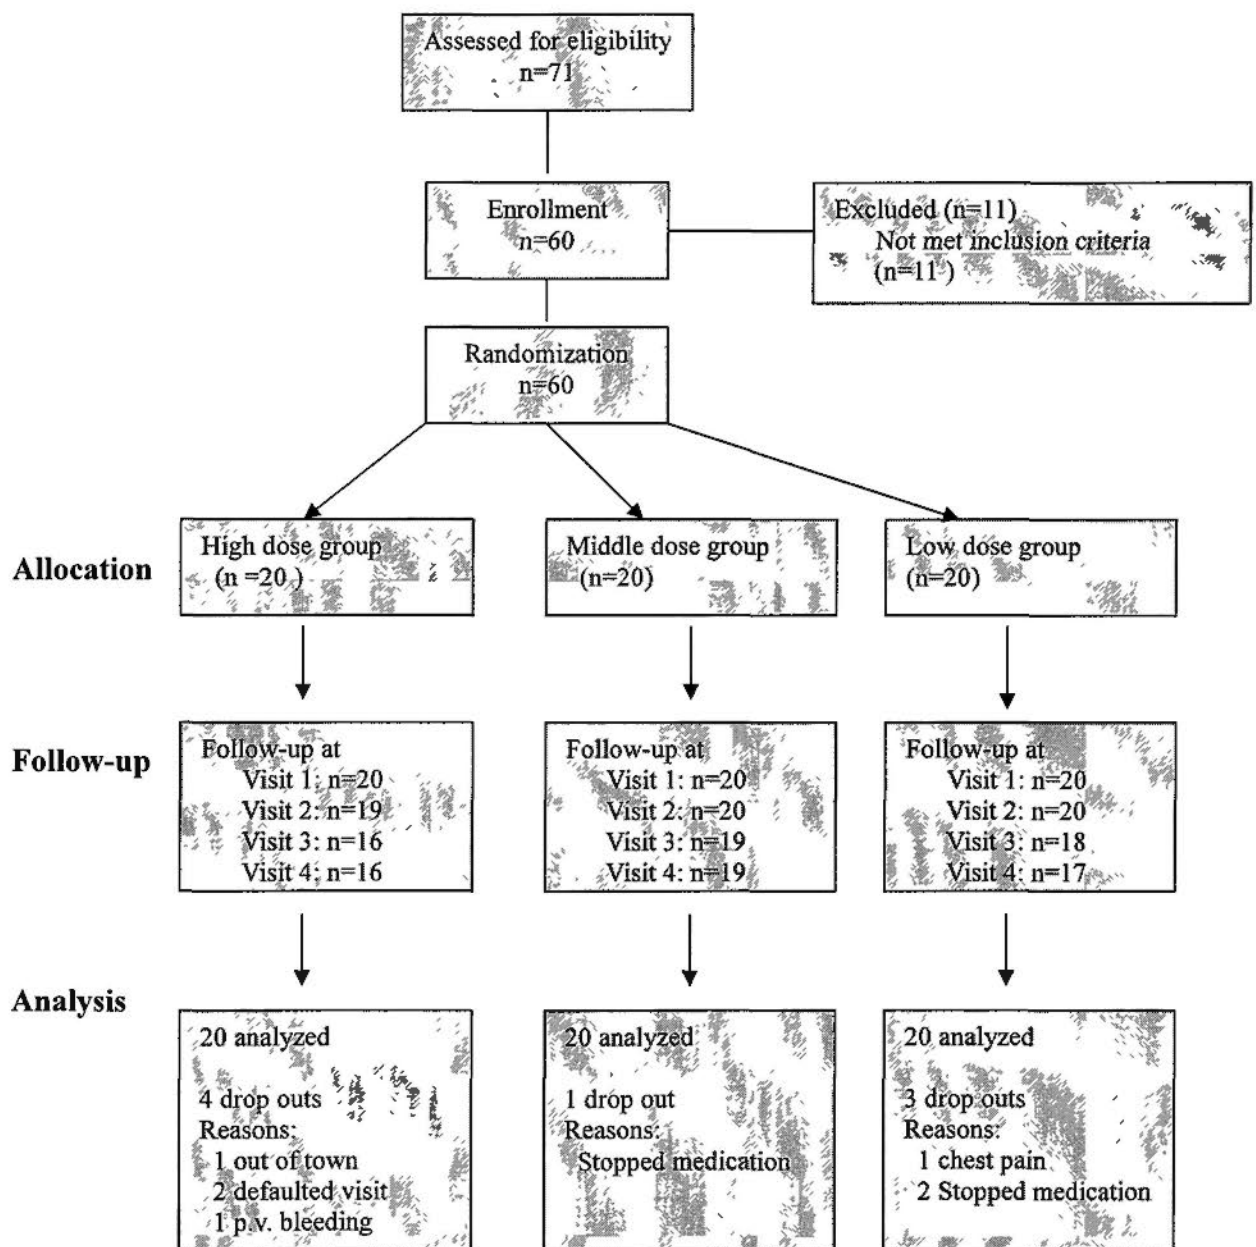 Assessed for eligibility
n=71
Enrollment
n=60
Excluded (n=11)
Not met inclusion criteria
(n=11 )
Randomization
n=60
Allocation
High dose group
(n =20 )
Middle dose group
(n=20)
Low dose group
(n=20)
Follow-up
Follow-up at
Visit 1: n=20
Visit 2: n=19
Visit 3: n=16
Visit 4: n=16
Follow-up at
Visit 1: n=20
Visit 2: n=20
Visit 3: n=19
Visit 4: n=19
Follow-up at
Visit 1: n=20
Visit 2: n=20
Visit 3: n=18
Visit 4: n=17
Analysis
20 analyzed
4 drop outs
Reasons:
1 out of town
2 defaulted visit
1 p.v. bleeding
20 analyzed
1 drop out
Reasons:
Stopped medication
20 analyzed
3 drop outs
Reasons:
1 chest pain
2 Stopped medication